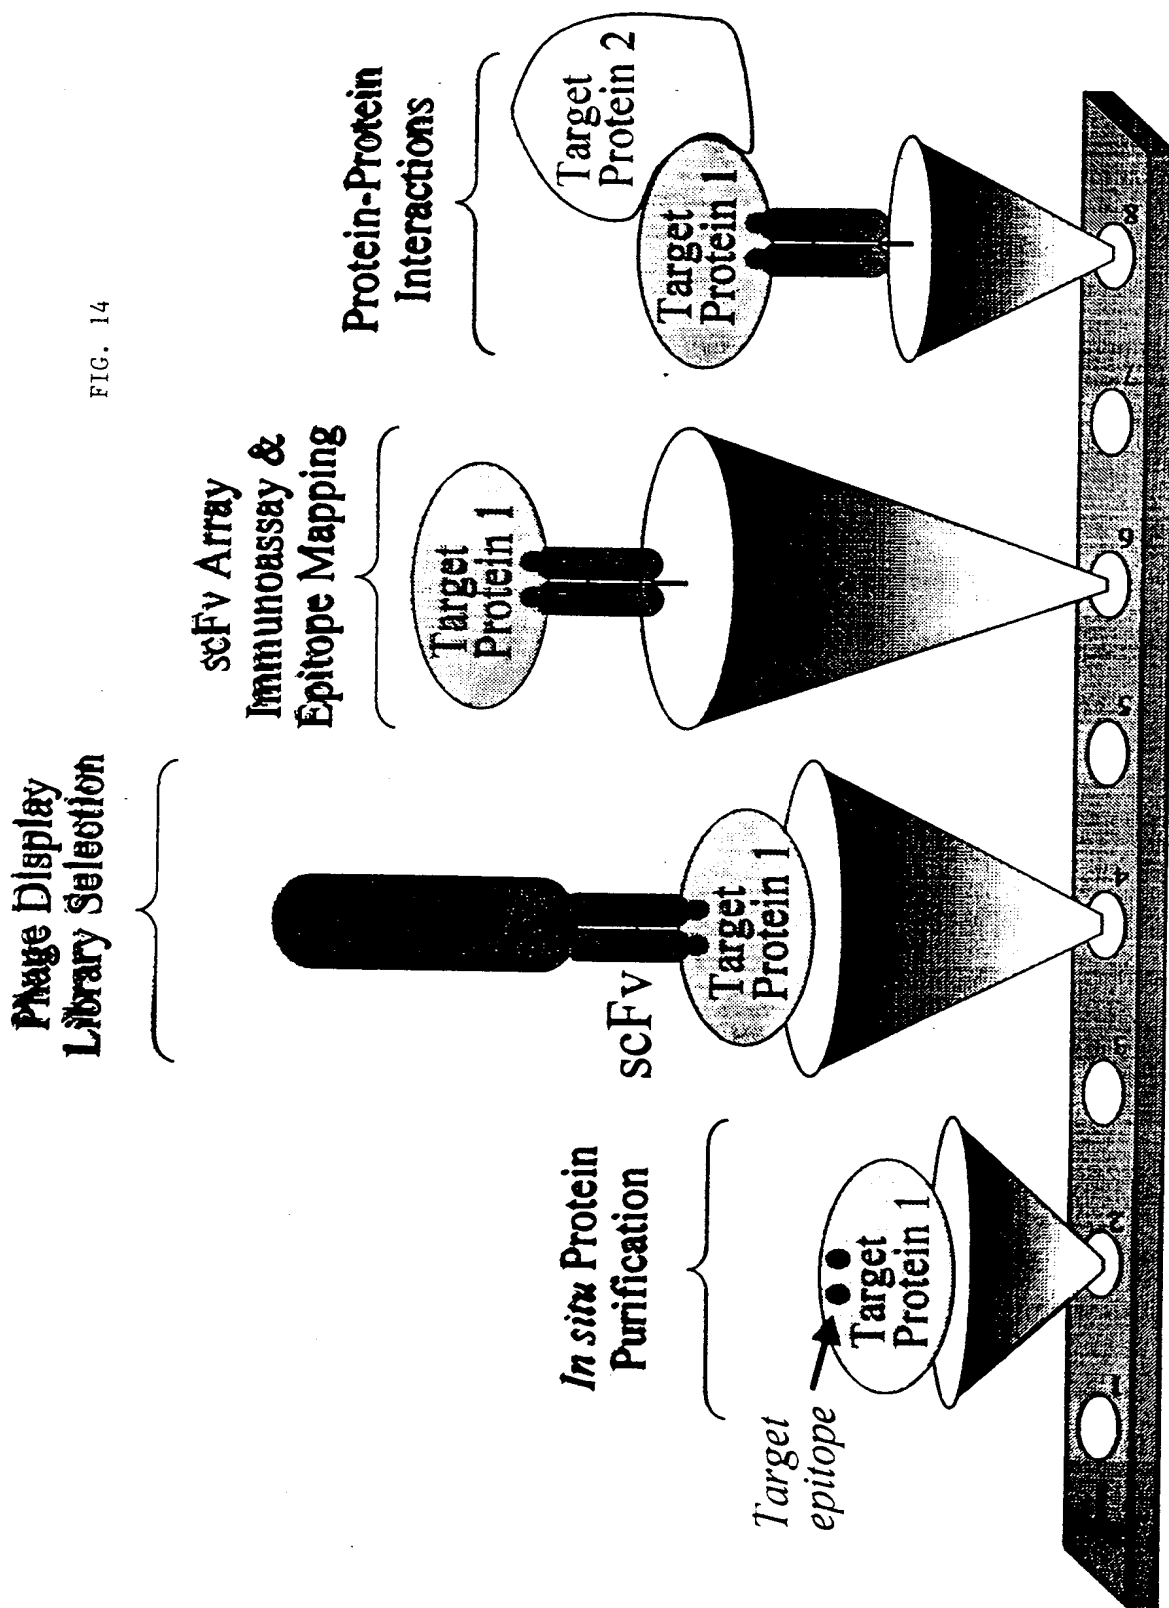 FIG. 14
Phage Display
Library Selection
scFv Array
Immunoassay &
Epitope Mapping
Protein-Protein
Interactions
In situ Protein
Purification
Target
epitope
Target
Protein 1
scFv
Target
Protein 1
Target
Protein 1
Target
Protein 1
Target
Protein 2
1
2
3
4
5
6
7
8